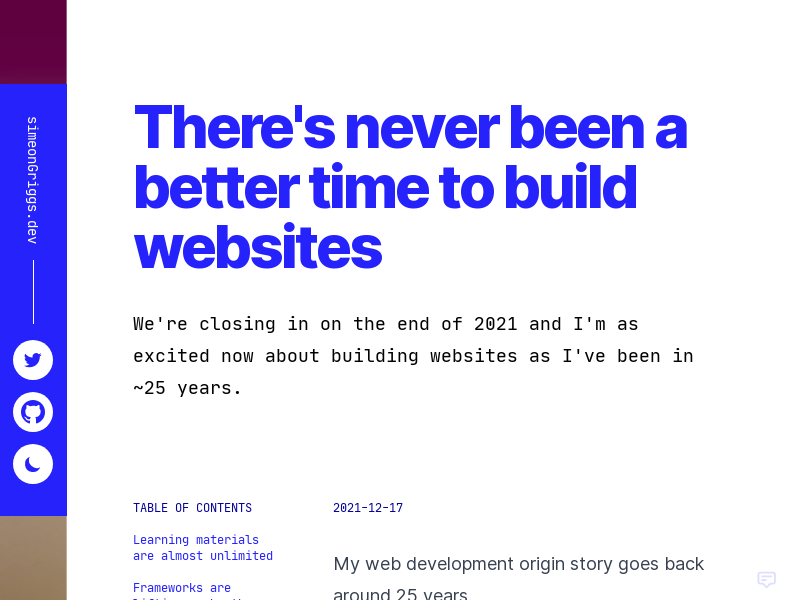 simeonGriggs.dev
There's never been a
better time to build
websites
We're closing in on the end of 2021 and I'm as
excited now about building websites as I've been in
~25 years.
TABLE OF CONTENTS
Learning materials
are almost unlimited
Frameworks are
2021-12-17
My web development origin story goes back
around 25 years